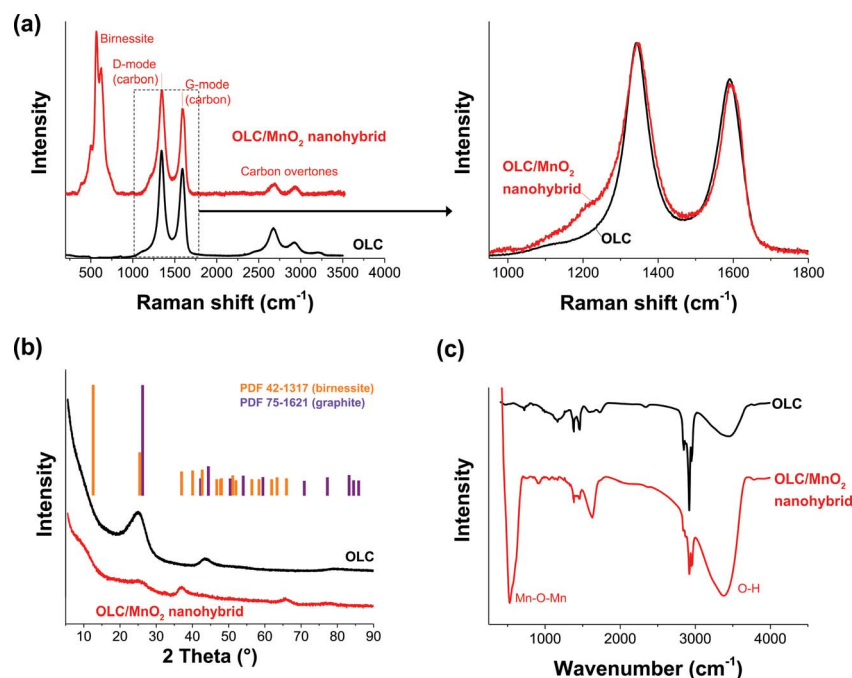 (a)
Intensity
Birnessite
D-mode
(carbon)
G-mode
(carbon)
OLC/MnO₂ nanohybrid
Carbon overtones
OLC
500 1000 1500 2000 2500 3000 3500 4000
Raman shift (cm⁻¹)
Intensity
OLC/MnO₂
nanohybrid
OLC
1000 1200 1400 1600 1800
Raman shift (cm⁻¹)
(b)
Intensity
PDF 42-1317 (birnessite)
PDF 75-1621 (graphite)
OLC
OLC/MnO₂ nanohybrid
10 20 30 40 50 60 70 80 90
2 Theta (°)
(c)
Intensity
OLC
OLC/MnO₂
nanohybrid
Mn-O-Mn
O-H
1000 2000 3000 4000
Wavenumber (cm⁻¹)